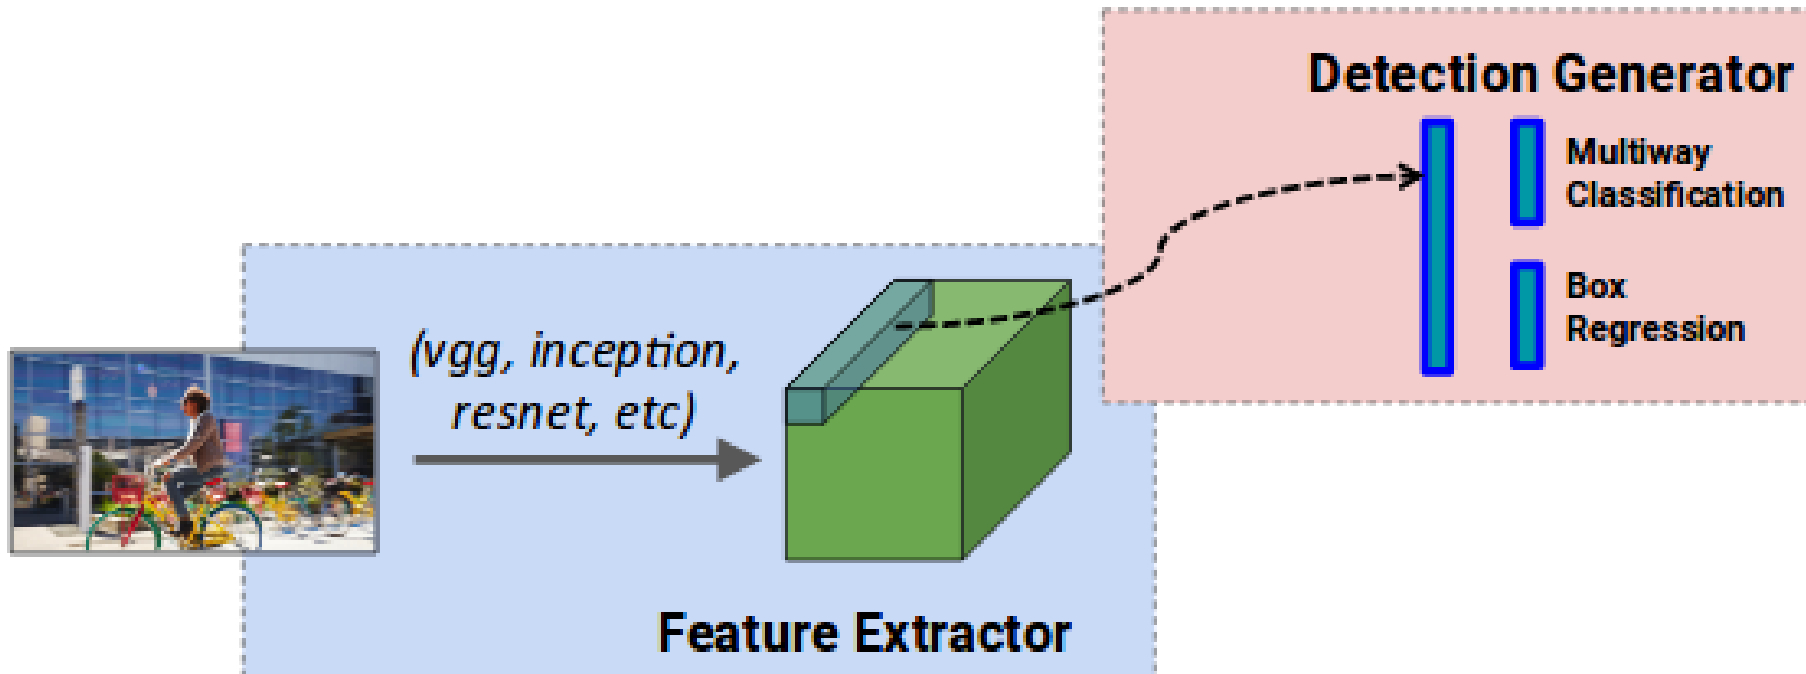 Detection Generator
Multiway
Classification
Box
Regression
(vgg, inception,
resnet, etc)
Feature Extractor